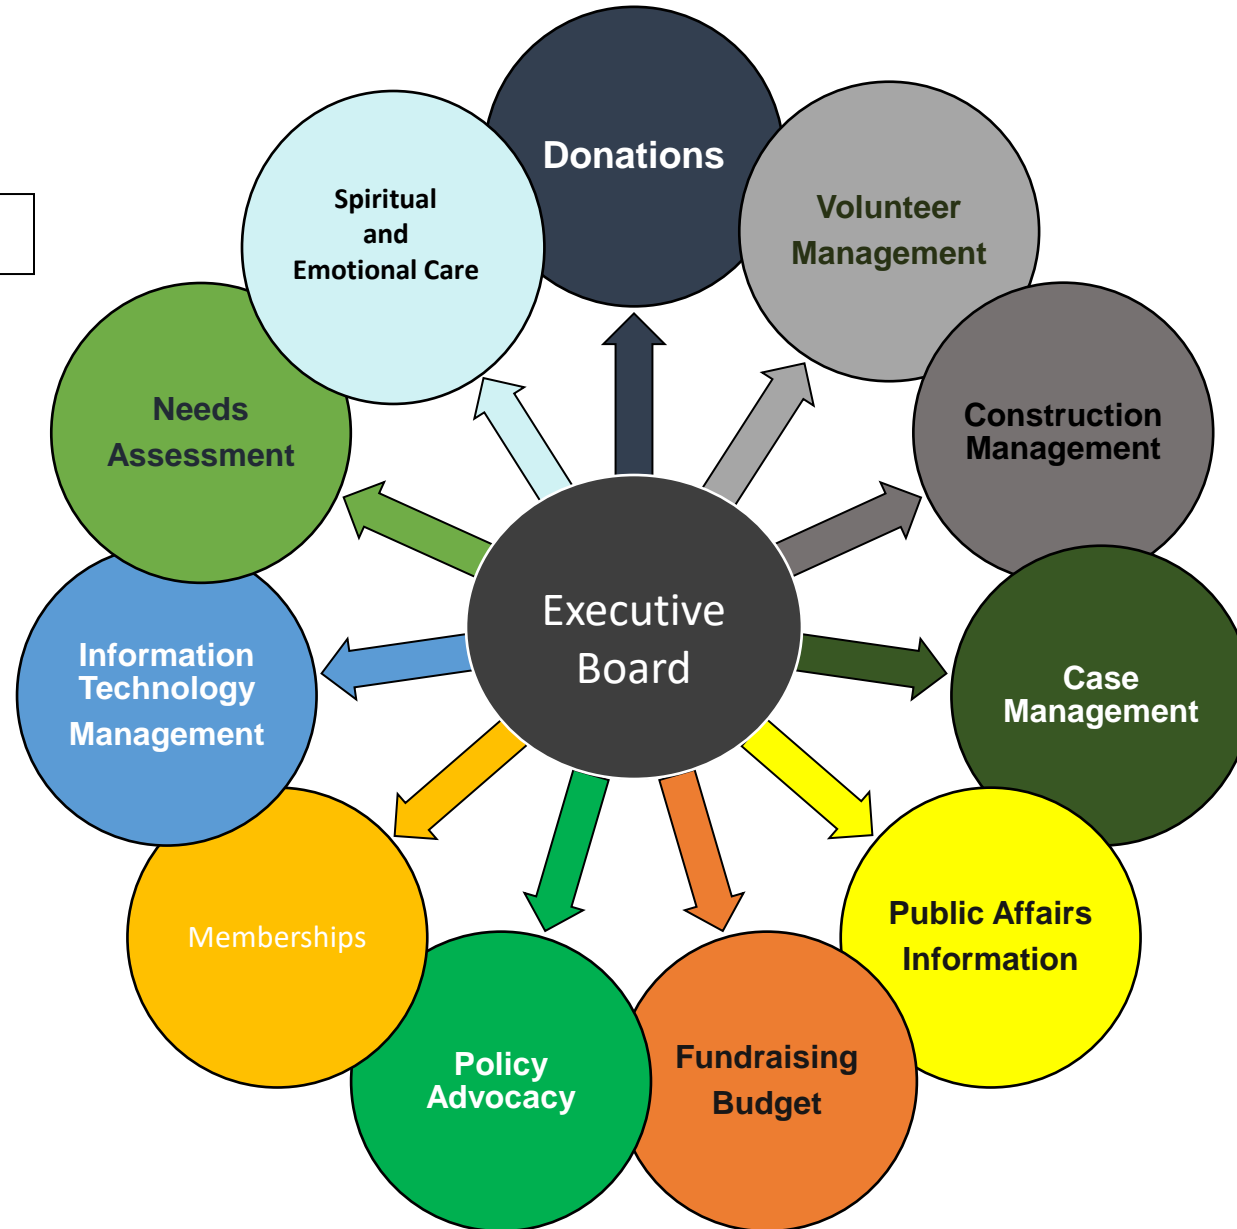 Donations
Volunteer
Management
Construction
Management
Case
Management
Public Affairs
Information
Fundraising
Budget
Policy
Advocacy
Memberships
Information
Technology
Management
Needs
Assessment
Spiritual
and
Emotional Care
Executive
Board